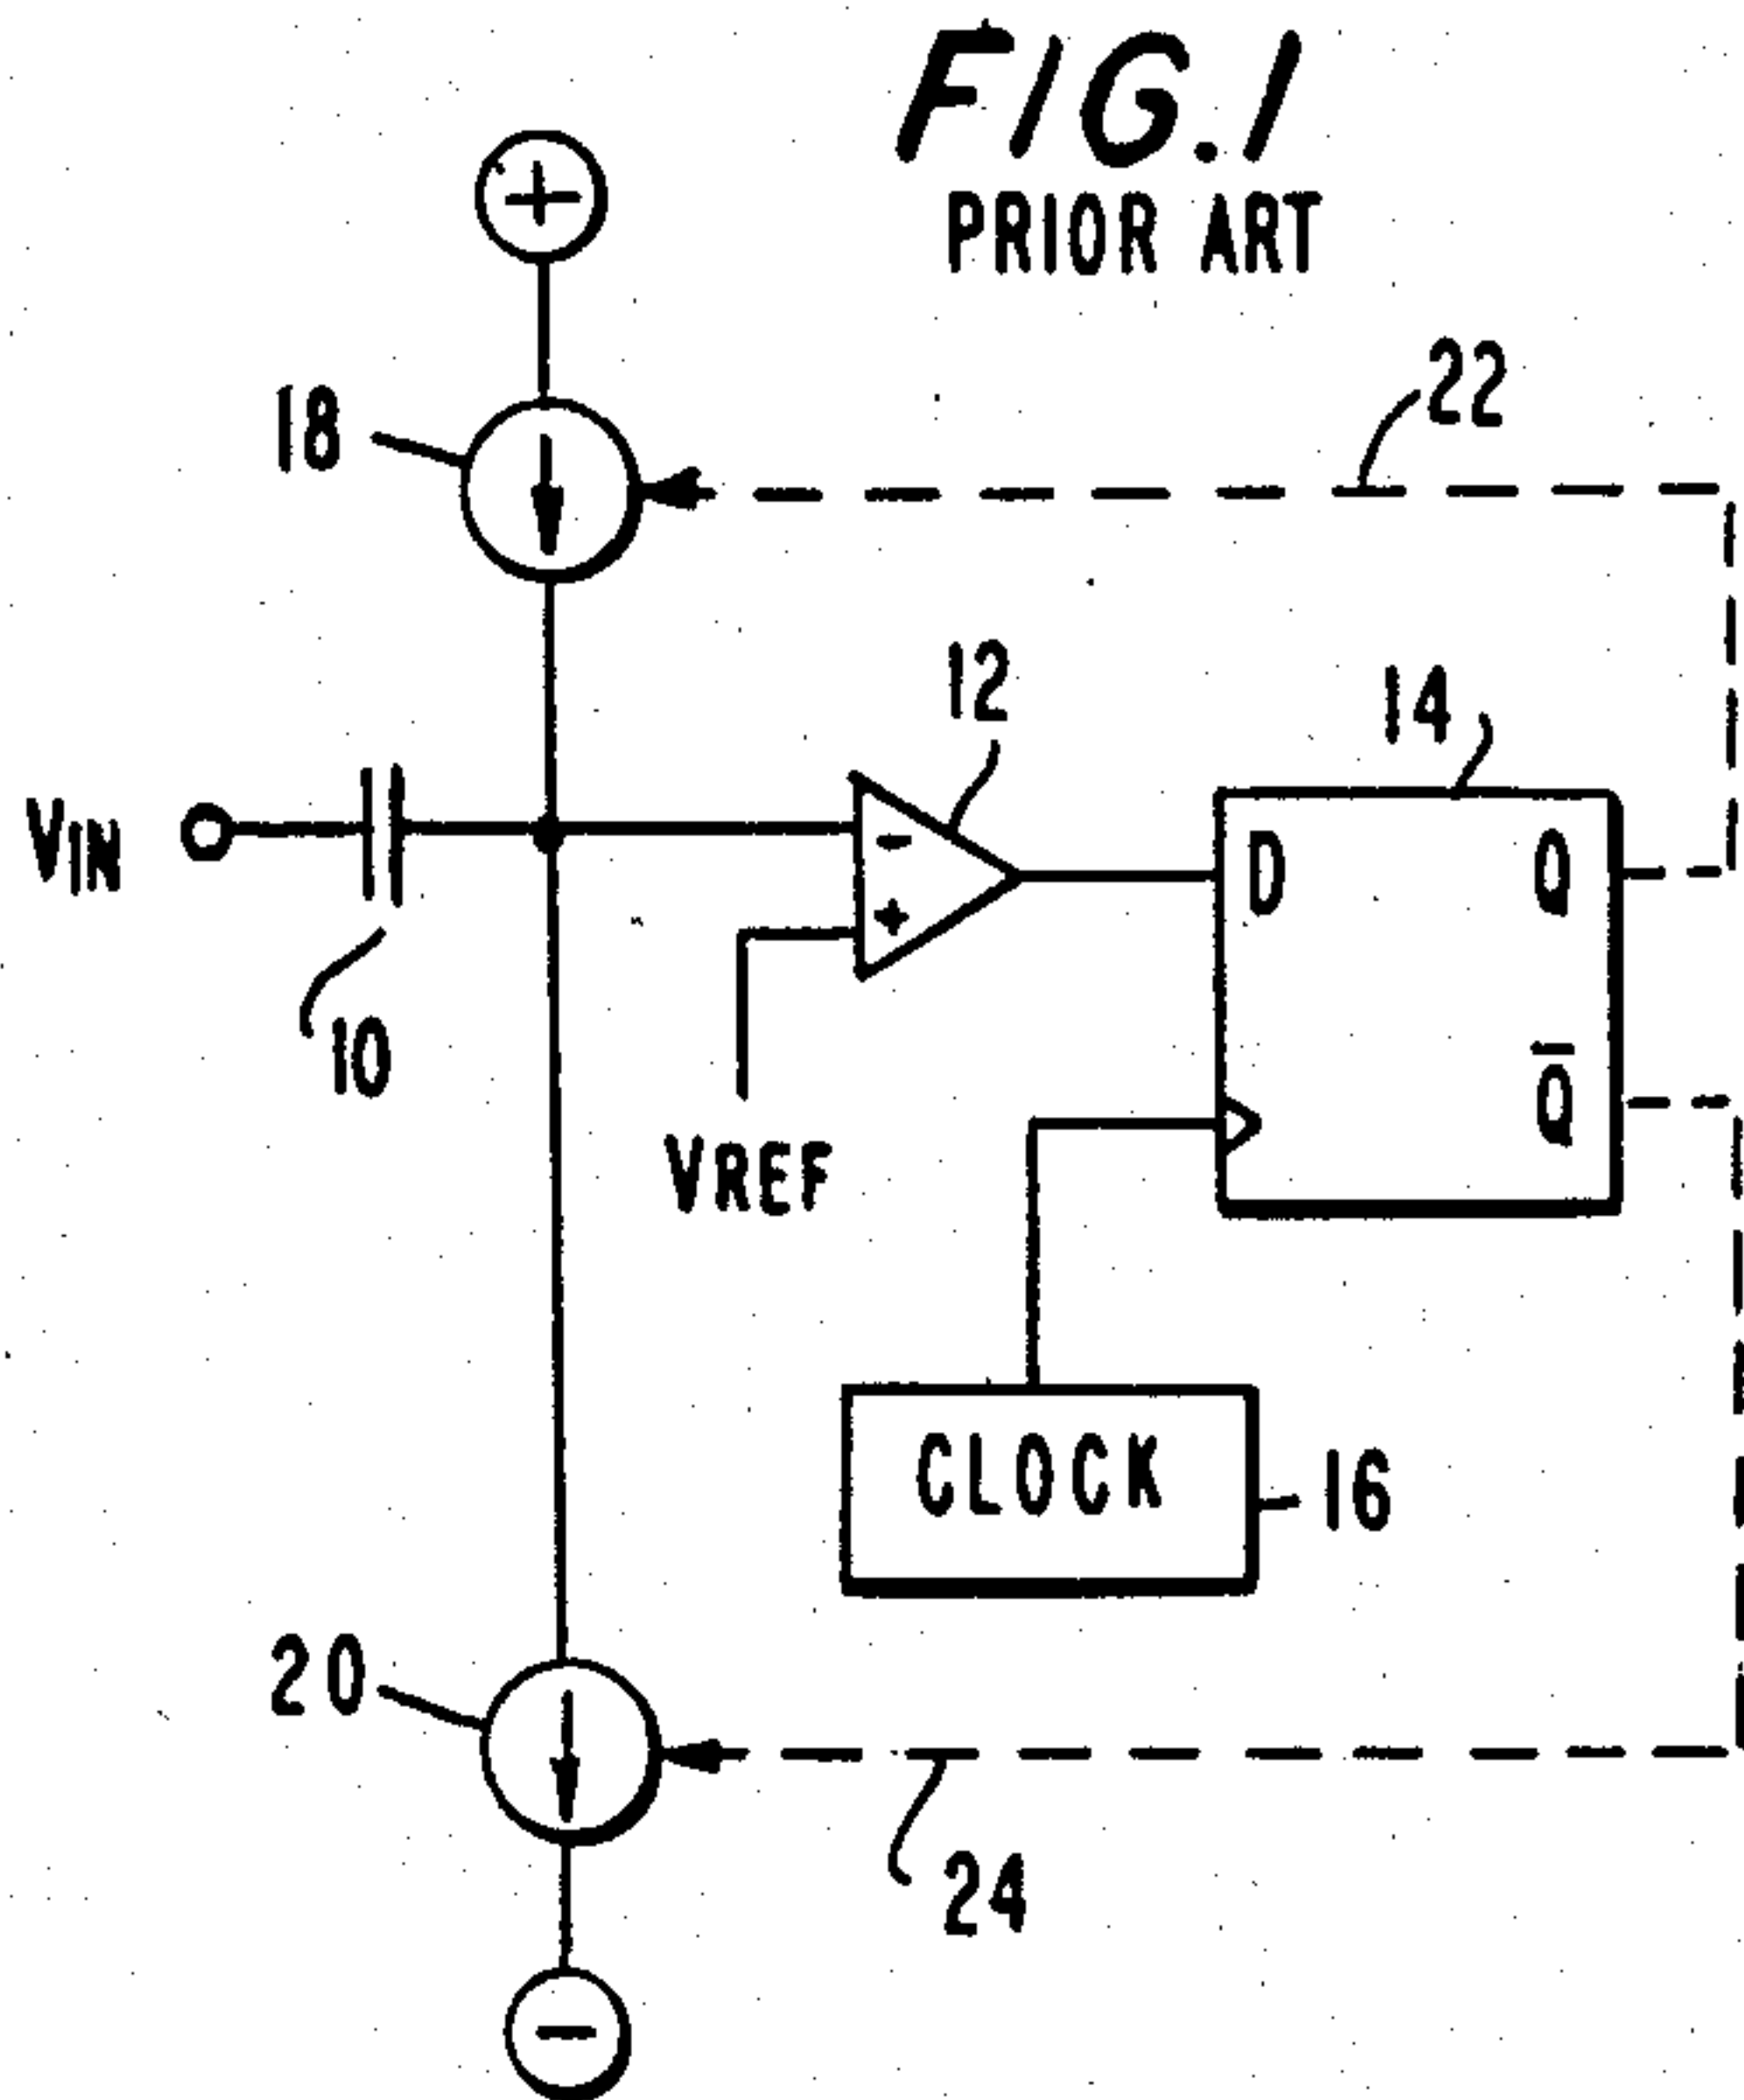 FIG.1
PRIOR ART
+
18
22
12
14
VIN
-
+
D
Q
10
Q̅
VREF
CLOCK
16
20
24
-